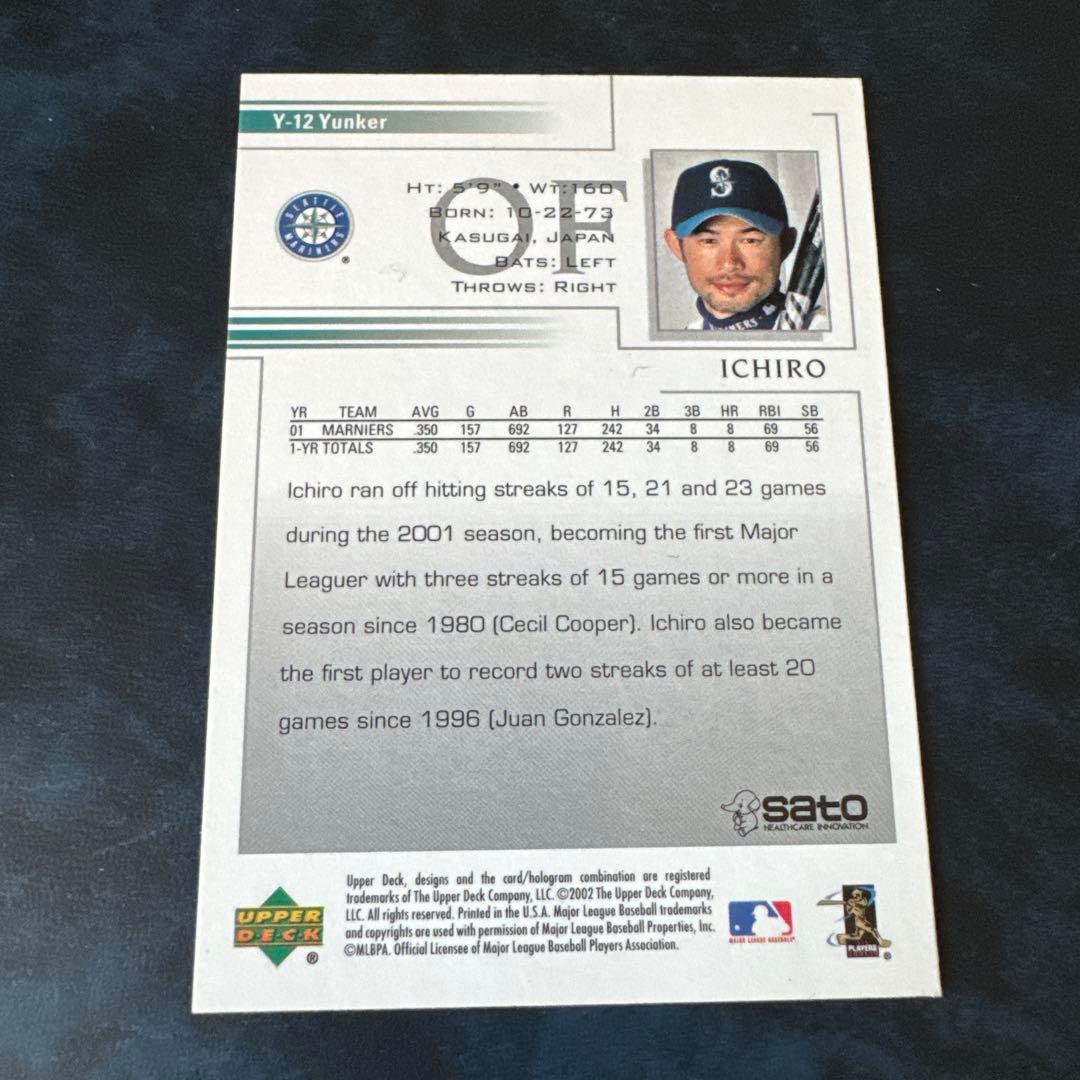 Y-12 Yunker
SEATTLE MARINERS
OF
HT: 5'9" • WT:160
BORN: 10-22-73
KASUGAI, JAPAN
BATS: LEFT
THROWS: RIGHT
S
ICHIRO
YR TEAM AVG G AB R H 2B 3B HR RBI SB
01 MARNIERS .350 157 692 127 242 34 8 8 69 56
1-YR TOTALS .350 157 692 127 242 34 8 8 69 56
Ichiro ran off hitting streaks of 15, 21 and 23 games
during the 2001 season, becoming the first Major
Leaguer with three streaks of 15 games or more in a
season since 1980 (Cecil Cooper). Ichiro also became
the first player to record two streaks of at least 20
games since 1996 (Juan Gonzalez).
sato
HEALTHCARE INNOVATION
UPPER
DECK
®
Upper Deck, designs and the card/hologram combination are registered
trademarks of The Upper Deck Company, LLC. ©2002 The Upper Deck Company,
LLC. All rights reserved. Printed in the U.S.A. Major League Baseball trademarks
and copyrights are used with permission of Major League Baseball Properties, Inc.
©MLBPA. Official Licensee of Major League Baseball Players Association.
MAJOR LEAGUE BASEBALL
PLAYERS